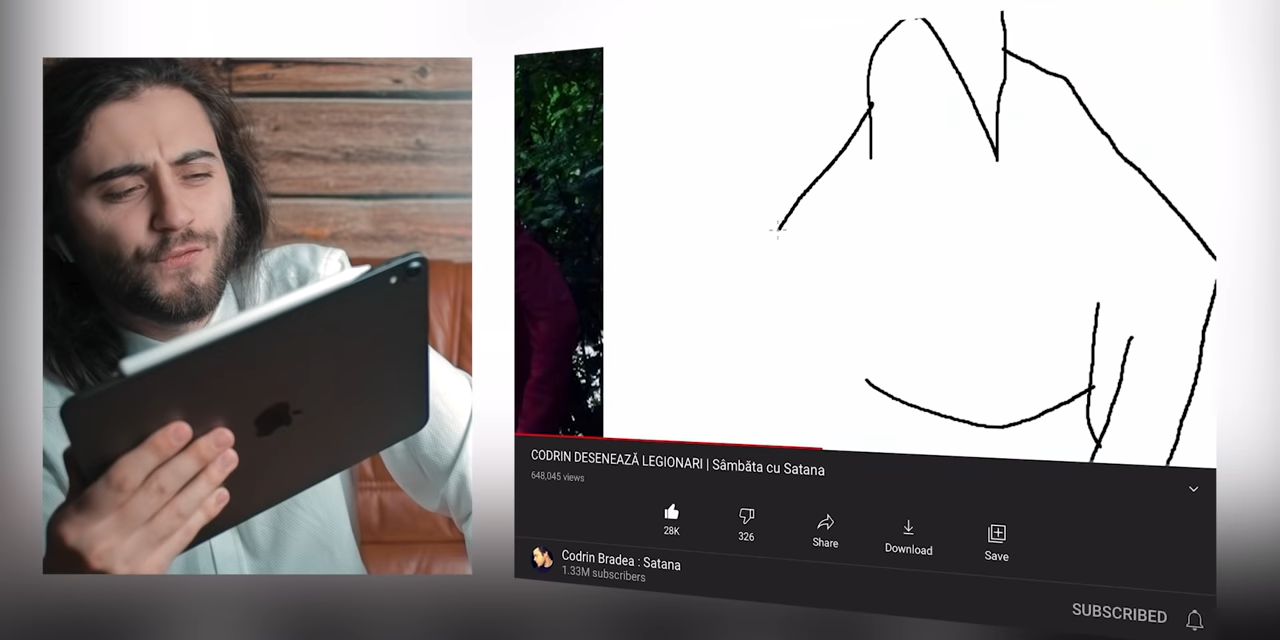 CODRIN DESENEAZĂ LEGIONARI | Sâmbăta cu Satana
648,045 views
28K
326
Share
Download
Save
Codrin Bradea : Satana
1.33M subscribers
SUBSCRIBED